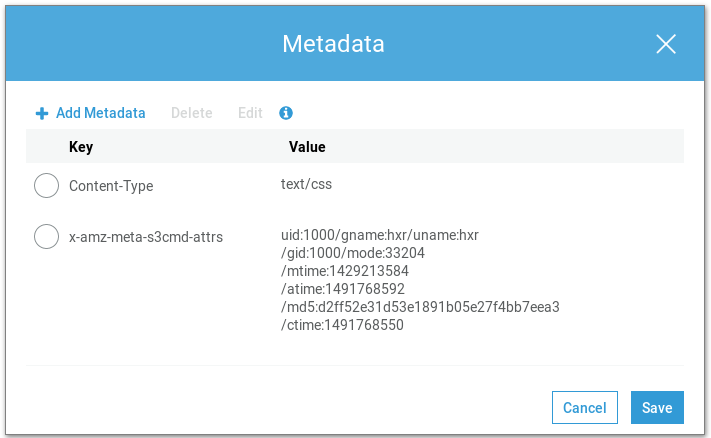 Metadata
Add Metadata Delete Edit
Key Value
Content-Type text/css
x-amz-meta-s3cmd-attrs uid:1000/gname:hxr/uname:hxr
/gid:1000/mode:33204
/mtime:1429213584
/atime:1491768592
/md5:d2ff52e31d53e1891b05e27f4bb7eea3
/ctime:1491768550
Cancel Save